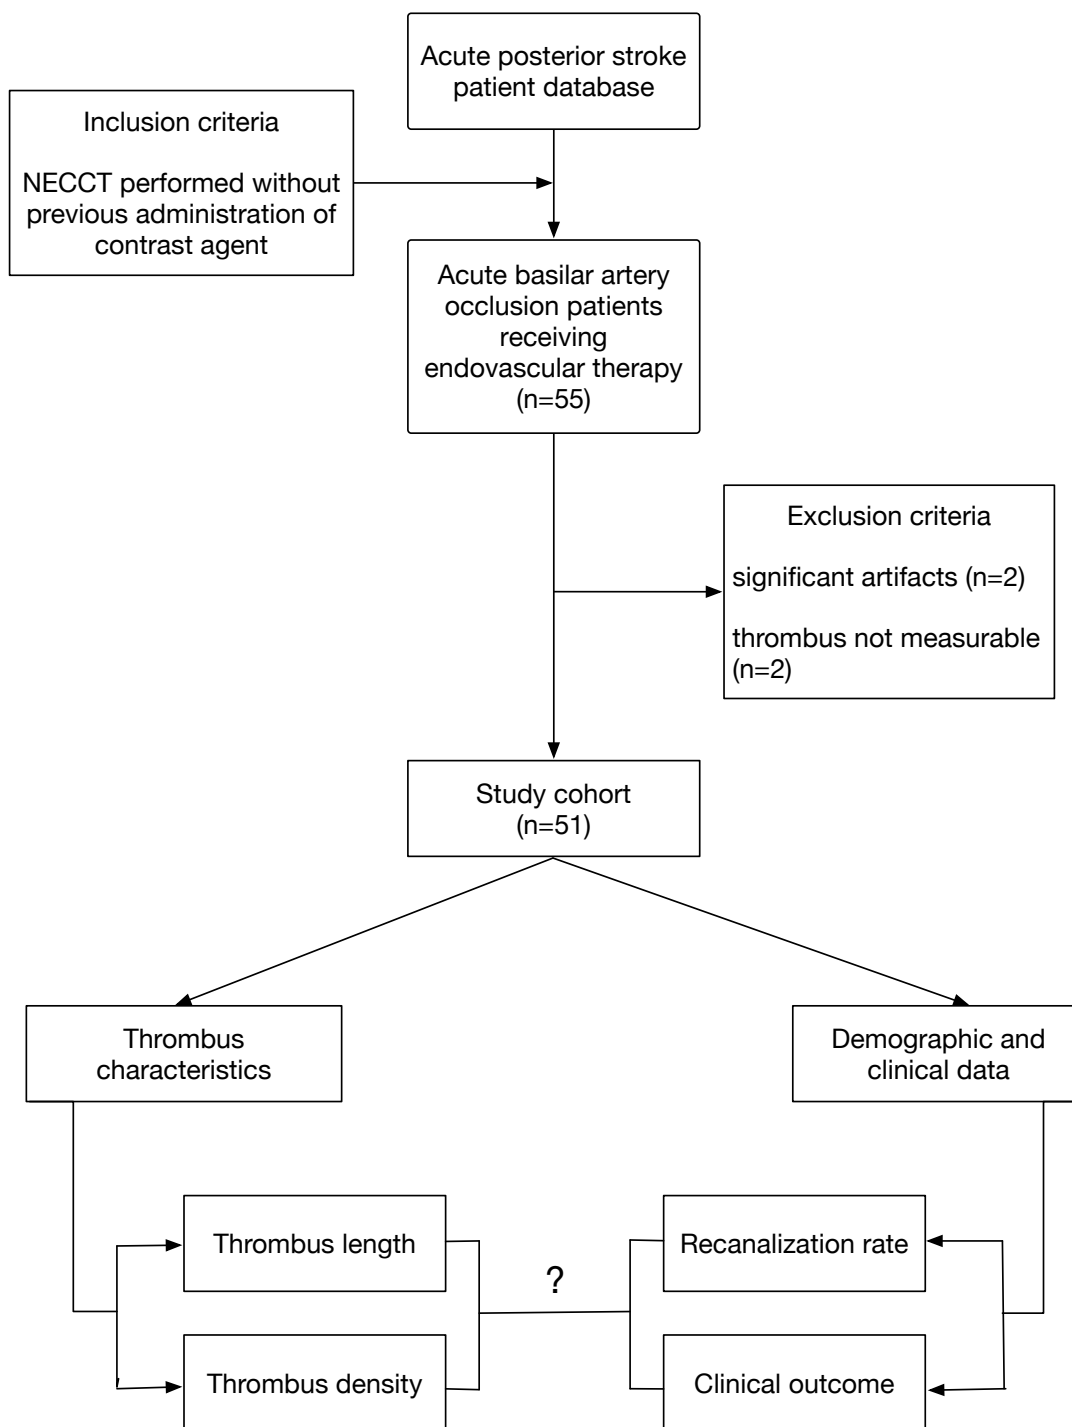 Acute posterior stroke
patient database
Inclusion criteria
NECCT performed without
previous administration of
contrast agent
Acute basilar artery
occlusion patients
receiving
endovascular therapy
(n=55)
Exclusion criteria
significant artifacts (n=2)
thrombus not measurable
(n=2)
Study cohort
(n=51)
Thrombus
characteristics
Demographic and
clinical data
Thrombus length
Recanalization rate
?
Thrombus density
Clinical outcome